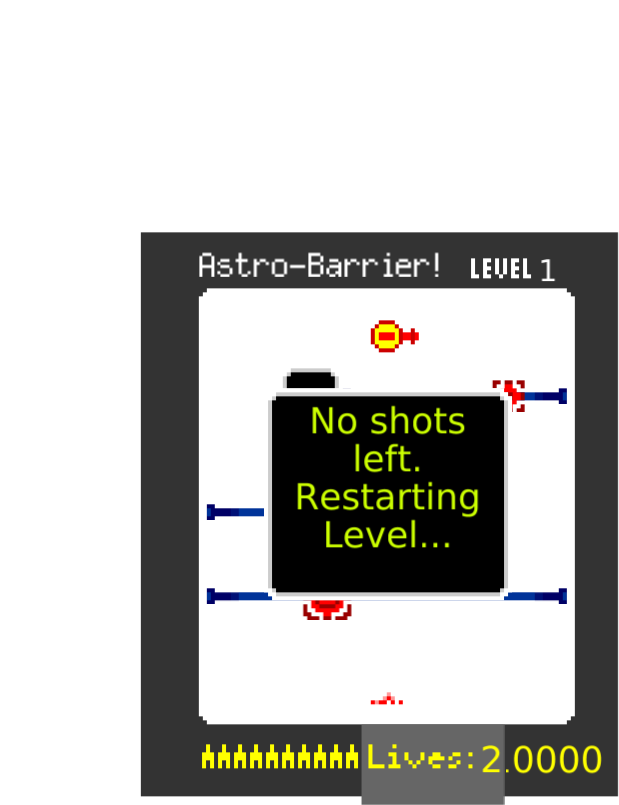 Astro-Barrier! LEVEL 1
No shots
left.
Restarting
Level...
Lives:2.0000